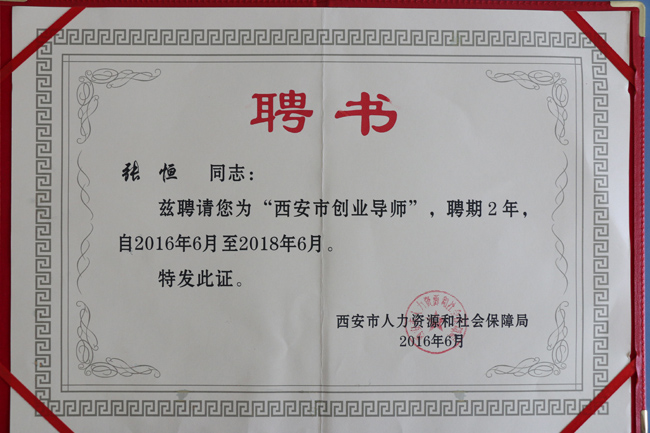 聘书
张恒 同志：
兹聘请您为“西安市创业导师”，聘期2年，
自2016年6月至2018年6月。
特发此证。
西安市人力资源和社会保障局
2016年6月